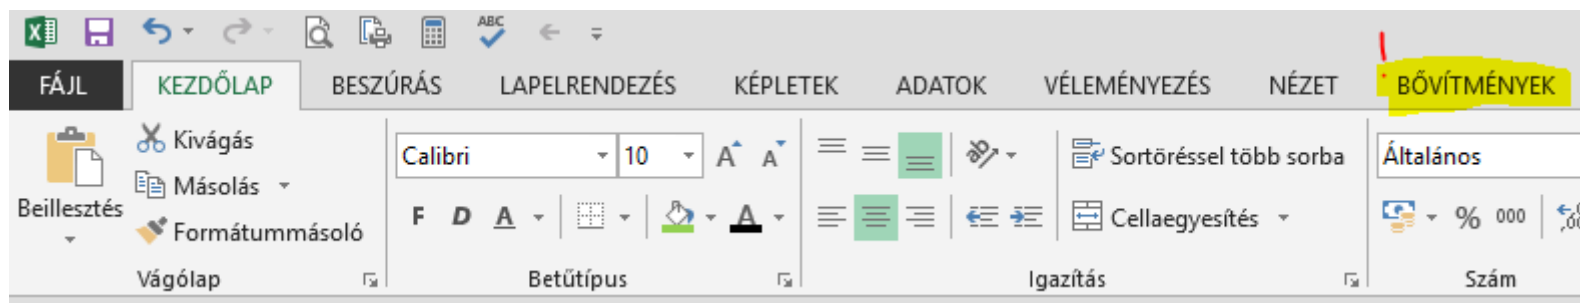 ABC
FÁJL KEZDŐLAP BESZÚRÁS LAPELRENDEZÉS KÉPLETEK ADATOK VÉLEMÉNYEZÉS NÉZET BŐVÍTMÉNYEK
Beillesztés
Kivágás
Másolás
Formátummásoló
Vágólap
Calibri 10 A A
F D A A
Betűtípus
Sortöréssel több sorba
Cellaegyesítés
Igazítás
Általános
% 000
Szám